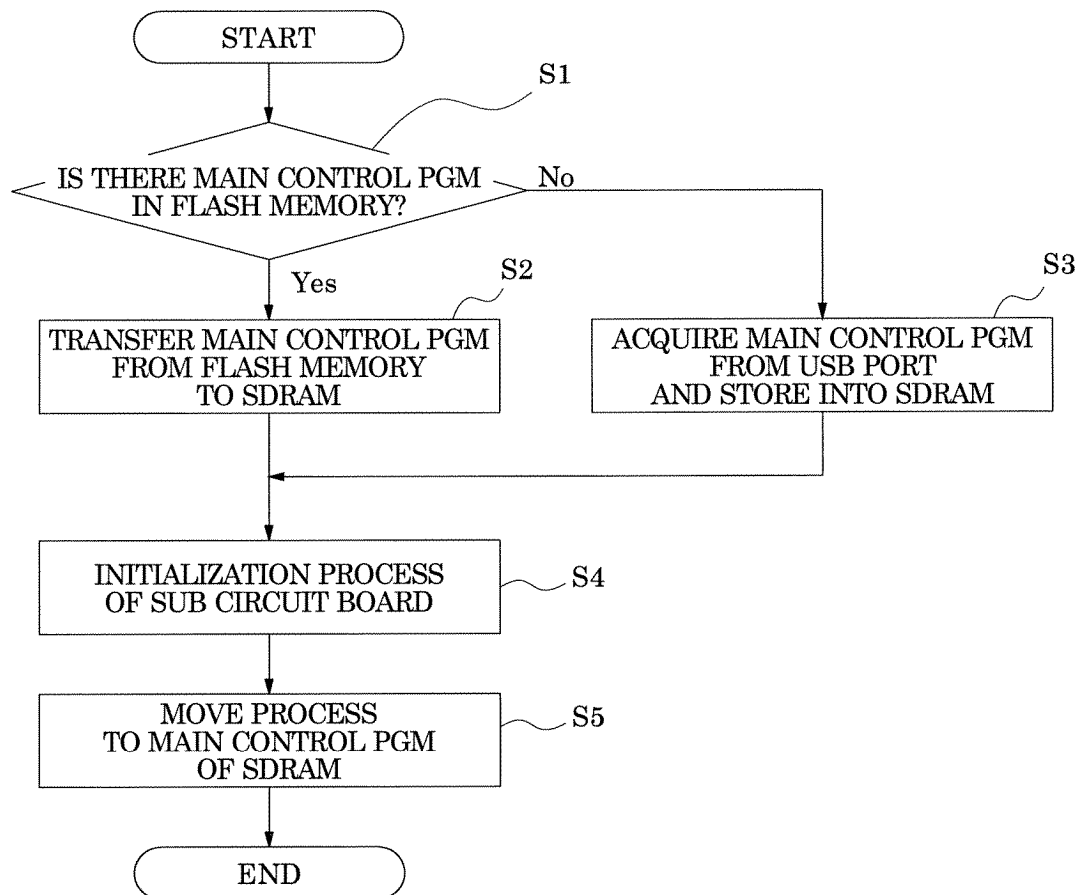 START
S1
IS THERE MAIN CONTROL PGM
IN FLASH MEMORY?
No
Yes
S2
TRANSFER MAIN CONTROL PGM
FROM FLASH MEMORY
TO SDRAM
S3
ACQUIRE MAIN CONTROL PGM
FROM USB PORT
AND STORE INTO SDRAM
INITIALIZATION PROCESS
OF SUB CIRCUIT BOARD
S4
MOVE PROCESS
TO MAIN CONTROL PGM
OF SDRAM
S5
END